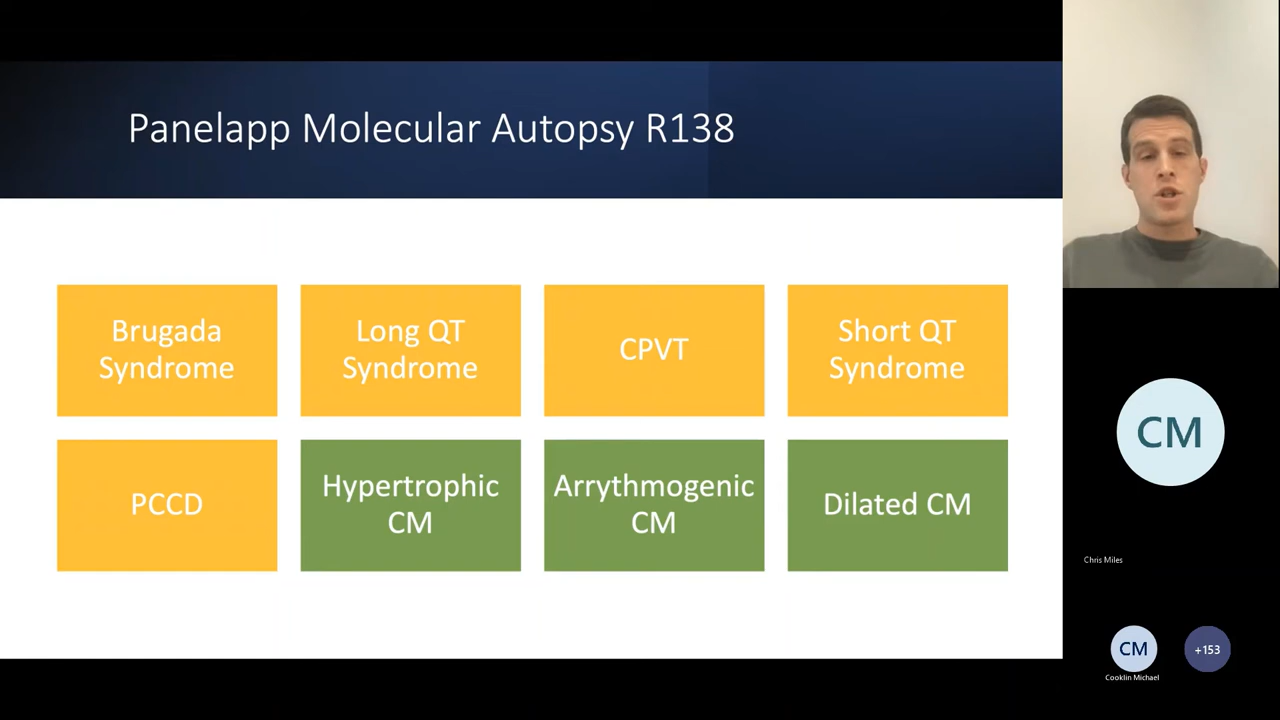 Panelapp Molecular Autopsy R138
Brugada
Syndrome
Long QT
Syndrome
CPVT
Short QT
Syndrome
PCCD
Hypertrophic
CM
Arrythmogenic
CM
Dilated CM
CM
Chris Miles
CM
Cooklin Michael
+153